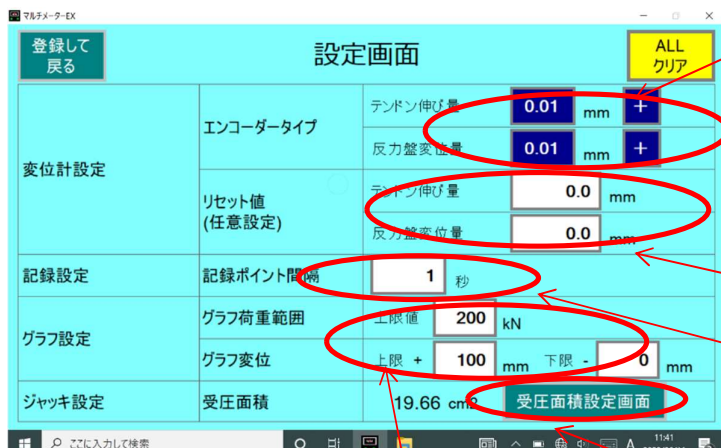 マルチメーターEX
登録して
戻る
設定画面
ALL
クリア
変位計設定
エンコーダータイプ
テンドン伸び量 0.01 mm +
反力盤変位量 0.01 mm +
リセット値
(任意設定)
テンドン伸び量 0.0 mm
反力盤変位量 0.0 mm
記録設定 記録ポイント間隔 1 秒
グラフ設定
グラフ荷重範囲 上限値 200 kN
グラフ変位 上限 + 100 mm 下限 - 0 mm
ジャッキ設定 受圧面積 19.66 cm2 受圧面積設定画面
ここに入力して検索
A 11:41